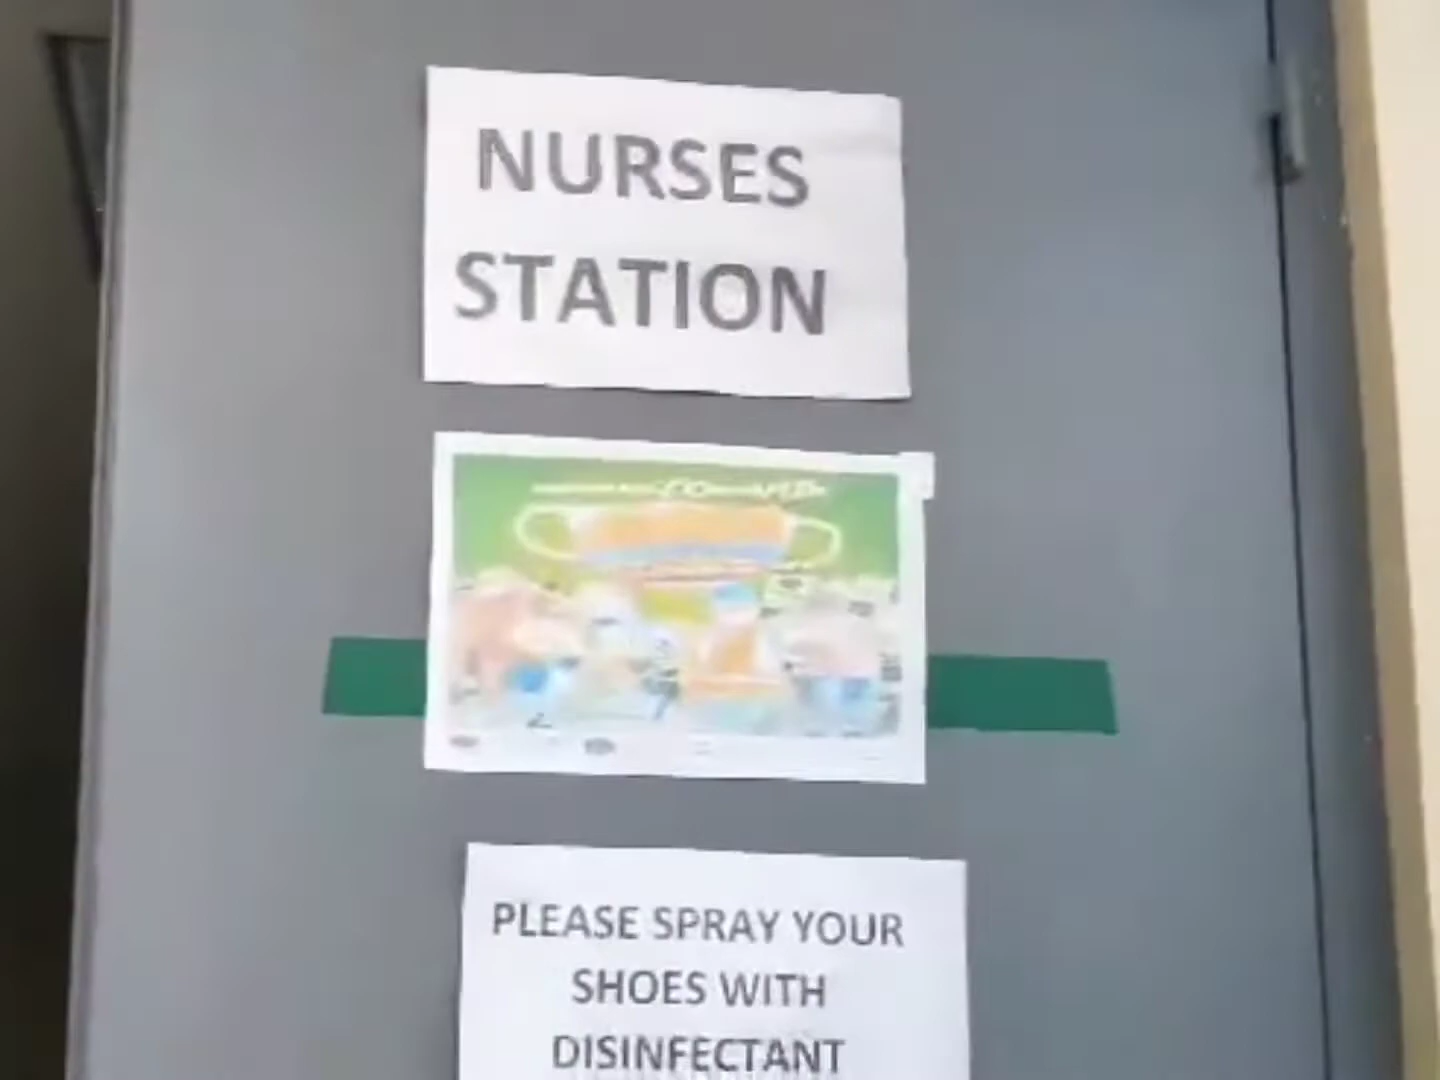 NURSES
STATION
PLEASE SPRAY YOUR
SHOES WITH
DISINFECTANT